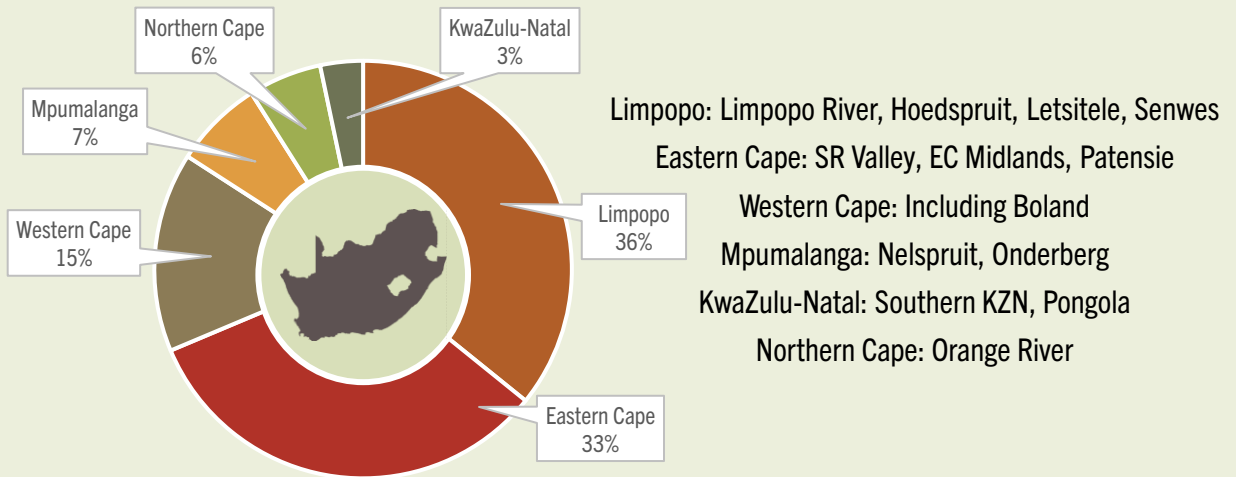 Northern Cape
6%
KwaZulu-Natal
3%
Mpumalanga
7%
Western Cape
15%
Limpopo
36%
Eastern Cape
33%
Limpopo: Limpopo River, Hoedspruit, Letsitele, Senwes
Eastern Cape: SR Valley, EC Midlands, Patensie
Western Cape: Including Boland
Mpumalanga: Nelspruit, Onderberg
KwaZulu-Natal: Southern KZN, Pongola
Northern Cape: Orange River